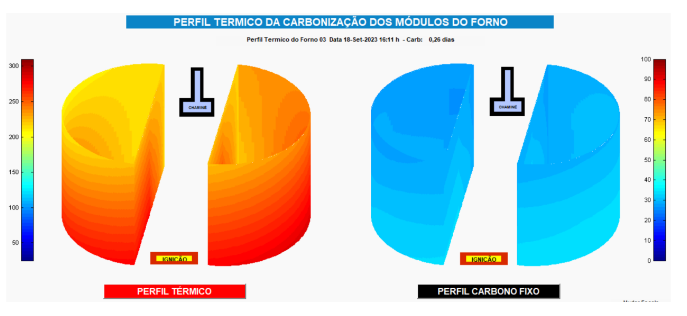 PERFIL TERMICO DA CARBONIZAÇÃO DOS MÓDULOS DO FORNO
Perfil Termico do Forno 03 Data 18-Set-2023 16:11 h - Carb: 0,26 dias
300
250
200
150
100
50
CHAMINÉ
IGNICÃO
PERFIL TÉRMICO
CHAMINÉ
IGNICÃO
PERFIL CARBONO FIXO
100
90
80
70
60
50
40
30
20
10
0